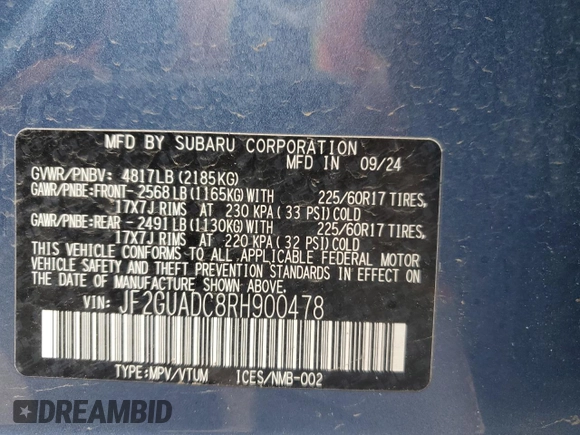 MFD BY SUBARU CORPORATION
MFD IN 09/24
GVWR/PNBV: 4817LB (2185KG)
GAWR/PNBE:FRONT- 2568LB (1165KG) WITH 225/60R17 TIRES,
17X7J RIMS AT 230 KPA ( 33 PSI) COLD
GAWR/PNBE:REAR - 2491LB (1130KG) WITH 225/60R17 TIRES,
17X7J RIMS AT 220 KPA ( 32 PSI) COLD
THIS VEHICLE CONFORMS TO ALL APPLICABLE FEDERAL MOTOR
VEHICLE SAFETY AND THEFT PREVENTION STANDARDS IN EFFECT ON
THE DATE OF MANUFACTURE SHOWN ABOVE.
VIN: JF2GUADC8RH900478
TYPE:MPV/VTUM ICES/NMB-002
DREAMBID